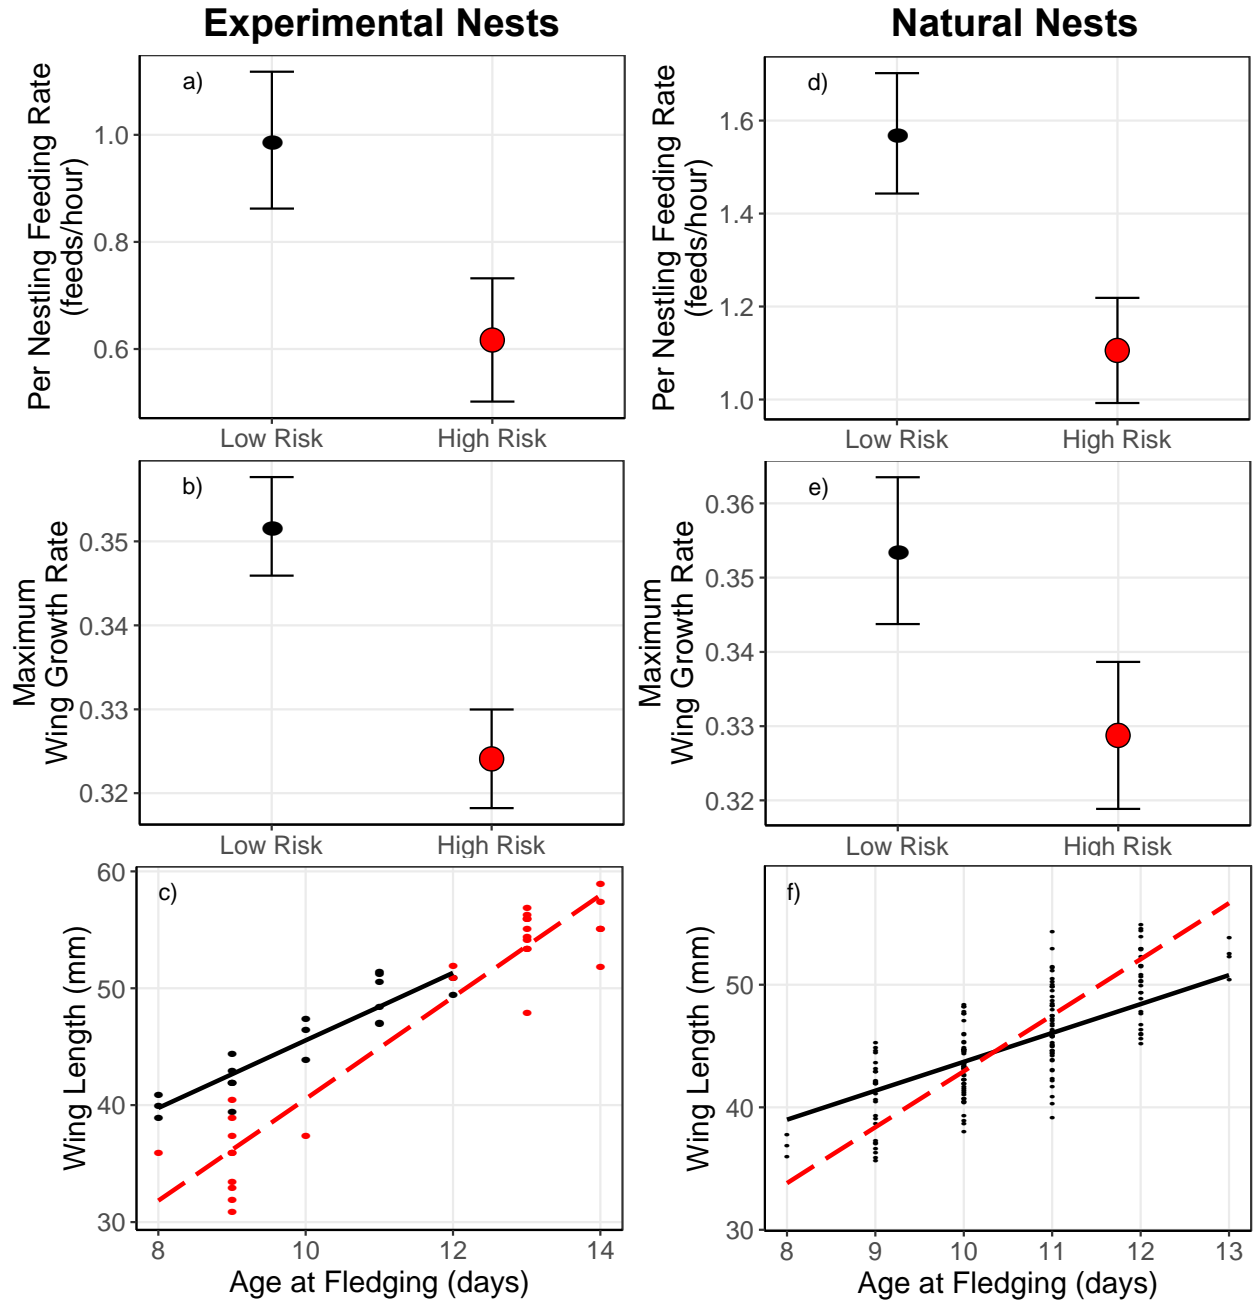 Experimental Nests
Natural Nests
a)
Per Nestling Feeding Rate
(feeds/hour)
1.0
0.8
0.6
Low Risk
High Risk
d)
Per Nestling Feeding Rate
(feeds/hour)
1.6
1.4
1.2
1.0
Low Risk
High Risk
b)
Maximum
Wing Growth Rate
0.35
0.34
0.33
0.32
Low Risk
High Risk
e)
Maximum
Wing Growth Rate
0.36
0.35
0.34
0.33
0.32
Low Risk
High Risk
c)
Wing Length (mm)
60
50
40
30
8
10
12
14
Age at Fledging (days)
f)
Wing Length (mm)
50
40
30
8
9
10
11
12
13
Age at Fledging (days)